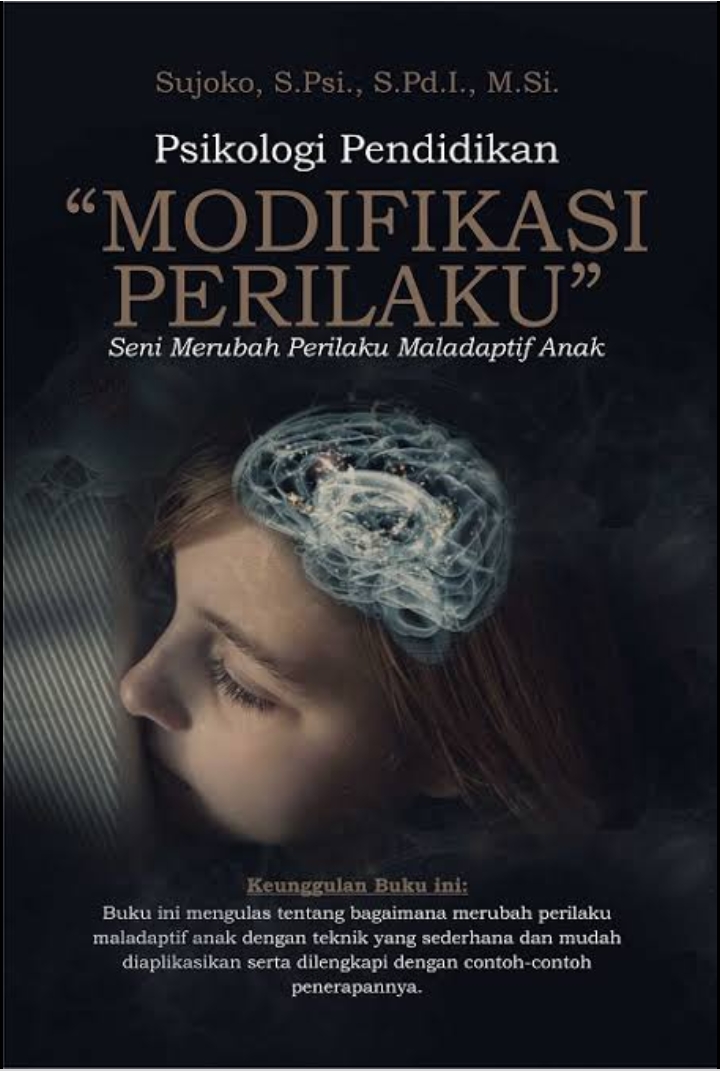 Sujoko, S.Psi., S.Pd.I., M.Si.
Psikologi Pendidikan
“MODIFIKASI
PERILAKU”
Seni Merubah Perilaku Maladaptif Anak
Keunggulan Buku ini:
Buku ini mengulas tentang bagaimana merubah perilaku
maladaptif anak dengan teknik yang sederhana dan mudah
diaplikasikan serta dilengkapi dengan contoh-contoh
penerapannya.